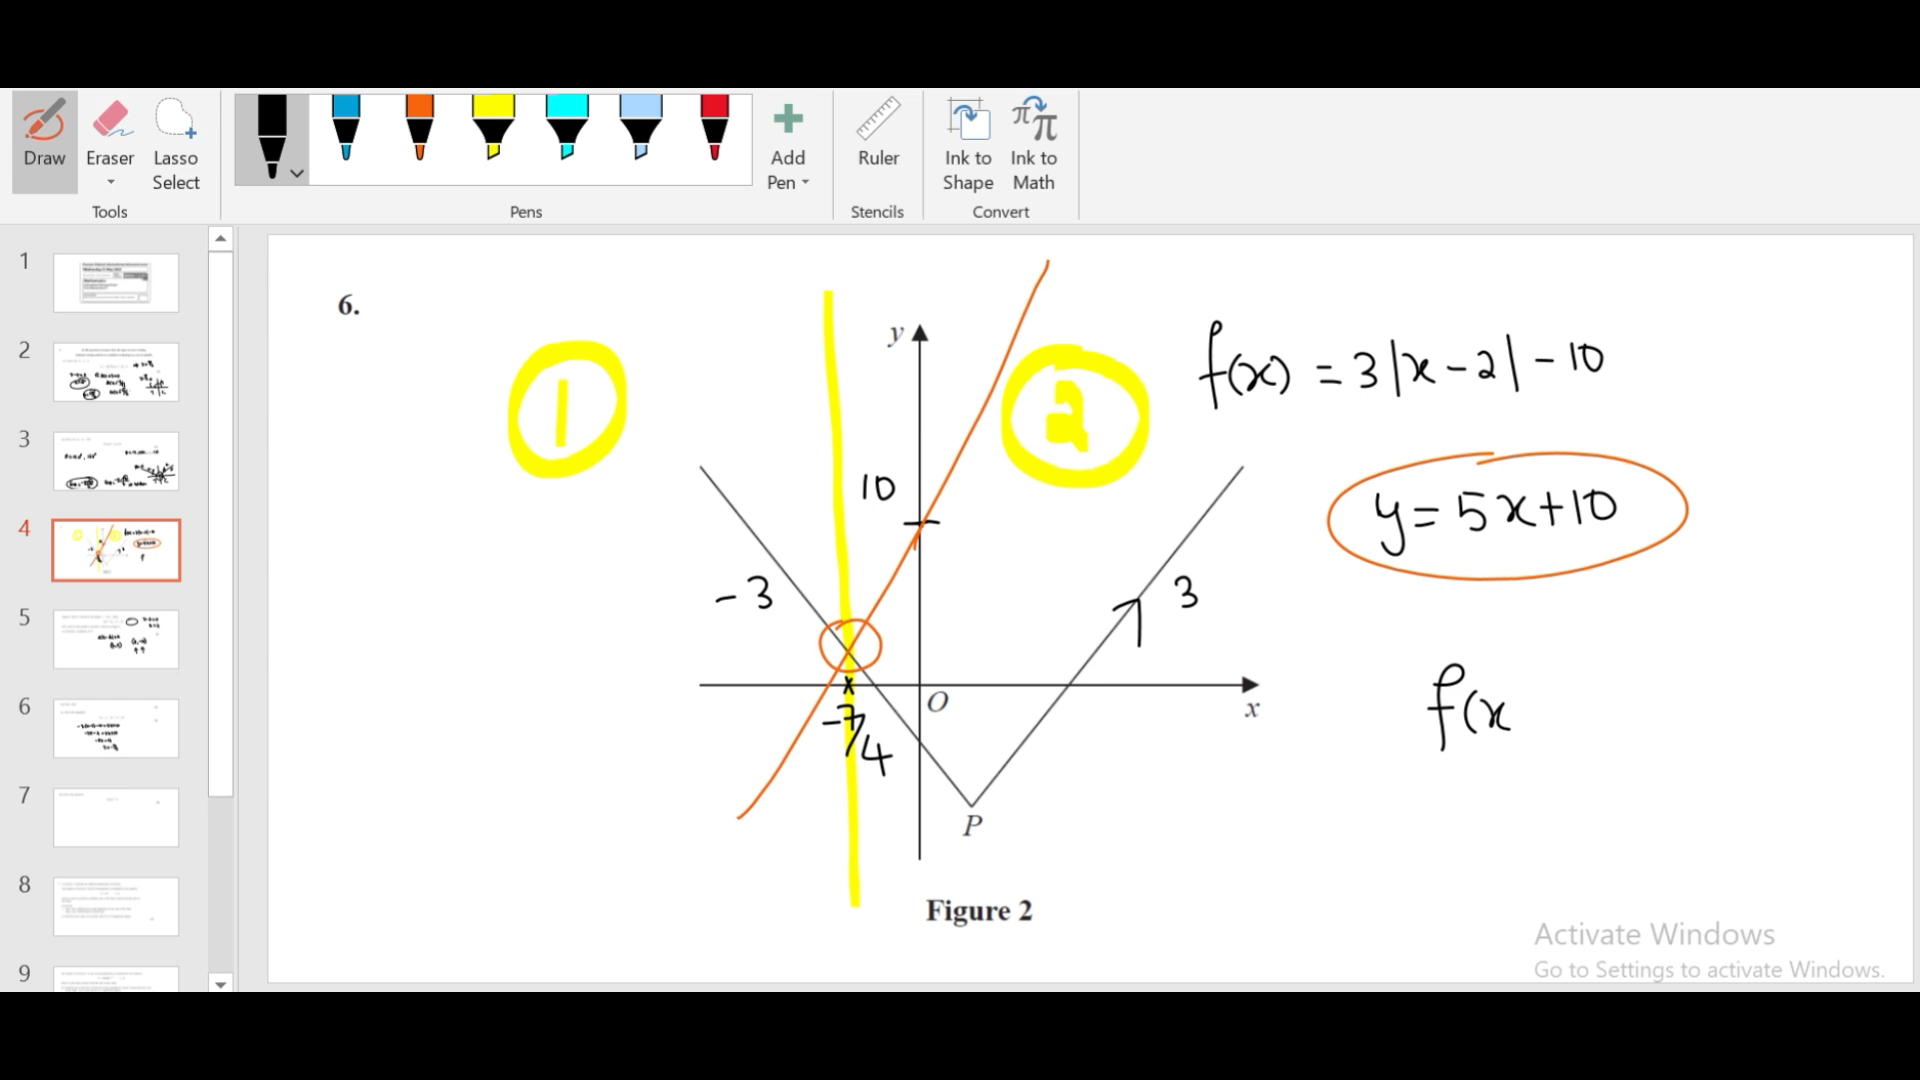 Draw
Eraser
Lasso Select
Tools
Pens
Add Pen
Ruler
Stencils
Ink to Shape
Ink to Math
Convert
1
2
3
4
5
6
7
8
9
6.
1
2
y
10
-3
3
O
x
-7/4
P
Figure 2
f(x) = 3|x-2| - 10
y = 5x+10
f(x
Activate Windows
Go to Settings to activate Windows.